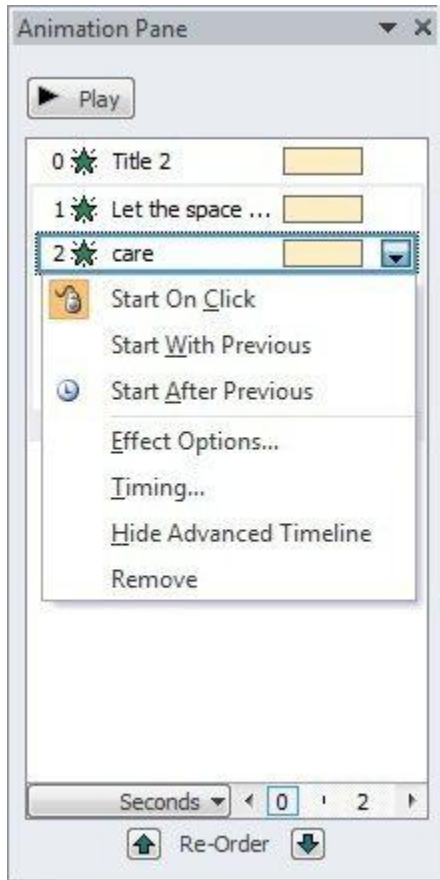 Animation Pane
Play
0 Title 2
1 Let the space ...
2 care
Start On Click
Start With Previous
Start After Previous
Effect Options...
Timing...
Hide Advanced Timeline
Remove
Seconds 0 2
Re-Order